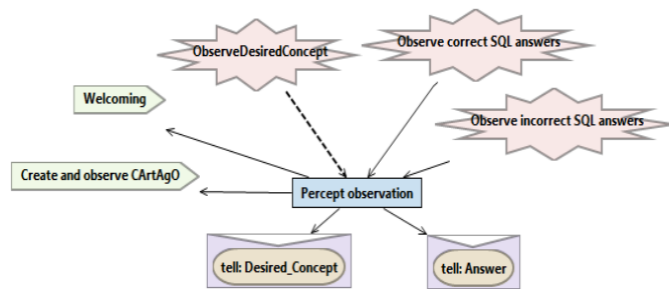 ObserveDesiredConcept
Observe correct SQL answers
Welcoming
Observe incorrect SQL answers
Create and observe CArtAgO
Percept observation
tell: Desired_Concept
tell: Answer